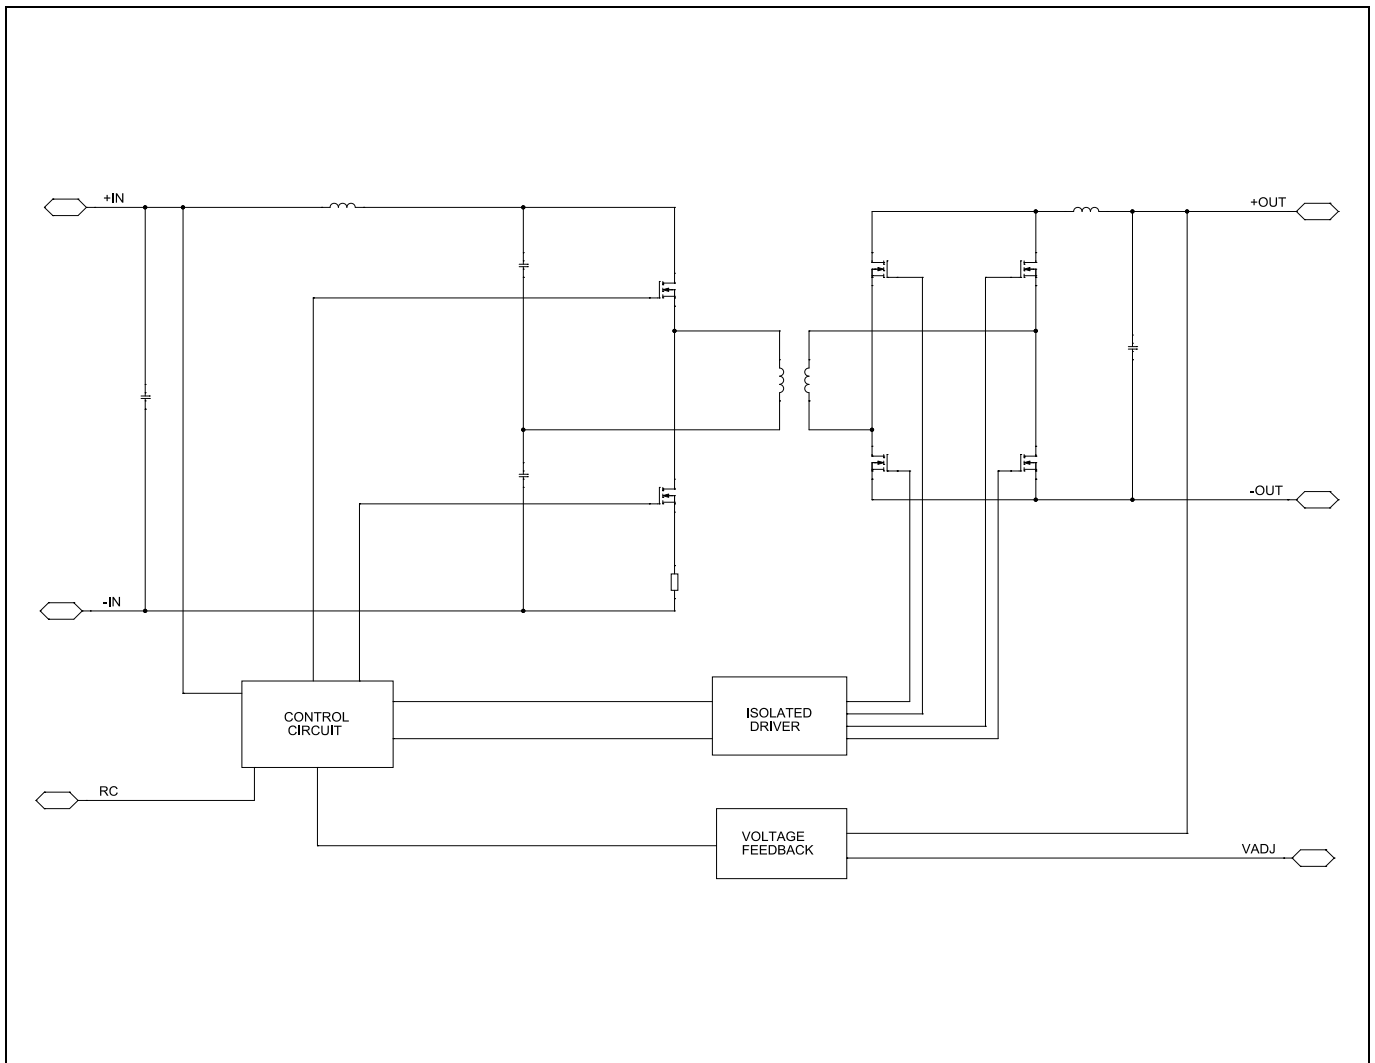 +IN
+OUT
-OUT
-IN
CONTROL
CIRCUIT
ISOLATED
DRIVER
RC
VOLTAGE
FEEDBACK
VADJ